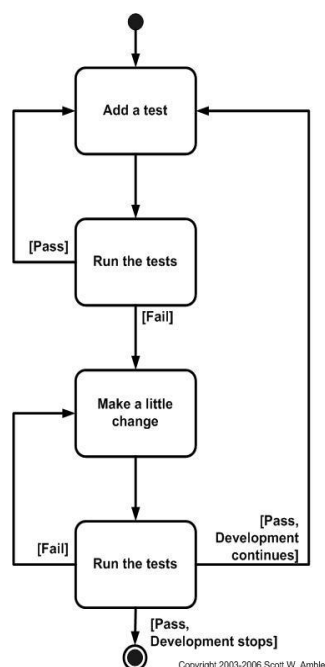 Add a test
[Pass]
Run the tests
[Fail]
Make a little
change
[Pass,
Development
continues]
[Fail]
Run the tests
[Pass,
Development stops]
Copyright 2003-2006 Scott W. Amble